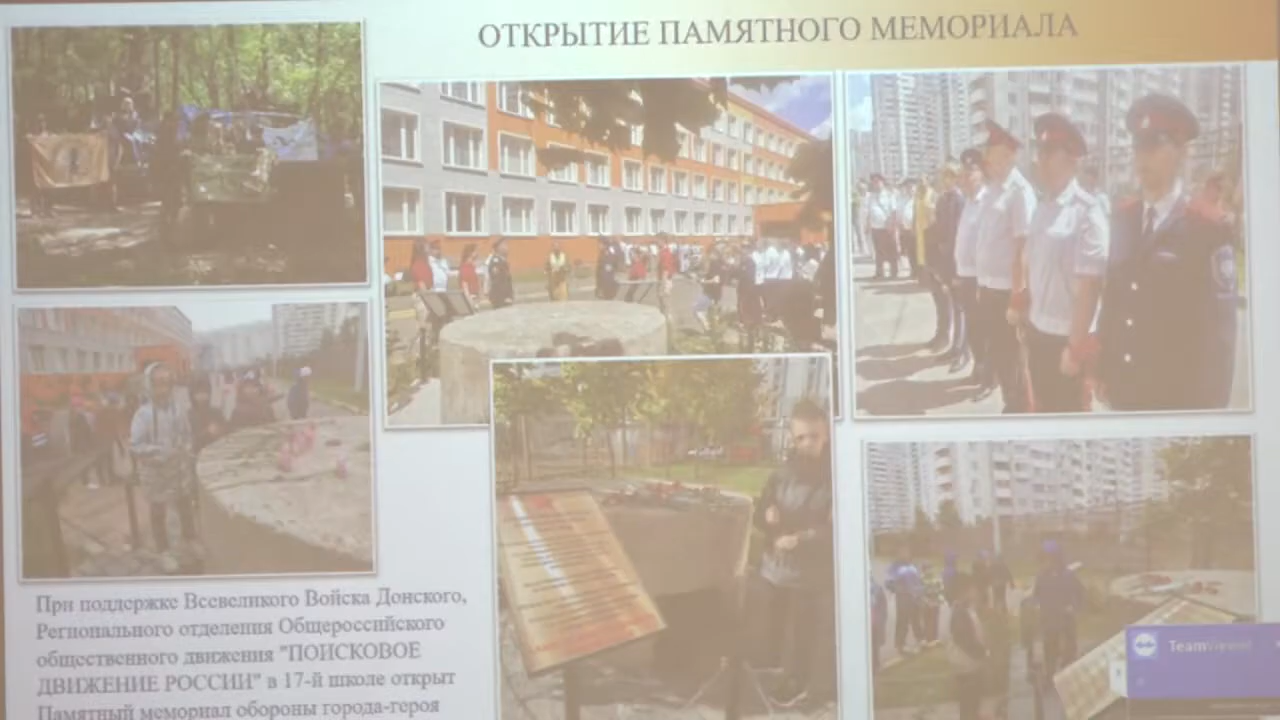 ОТКРЫТИЕ ПАМЯТНОГО МЕМОРИАЛА
При поддержке Всевеликого Войска Донского,
Регионального отделения Общероссийского
общественного движения "ПОИСКОВОЕ
ДВИЖЕНИЕ РОССИИ" в 17-й школе открыт
Памятный мемориал обороны города-героя
TeamViewer